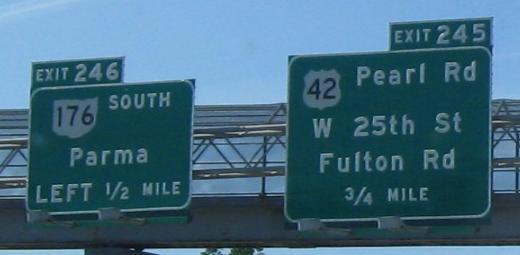 EXIT 246
176 SOUTH
Parma
LEFT 1/2 MILE
EXIT 245
42 Pearl Rd
W 25th St
Fulton Rd
3/4 MILE